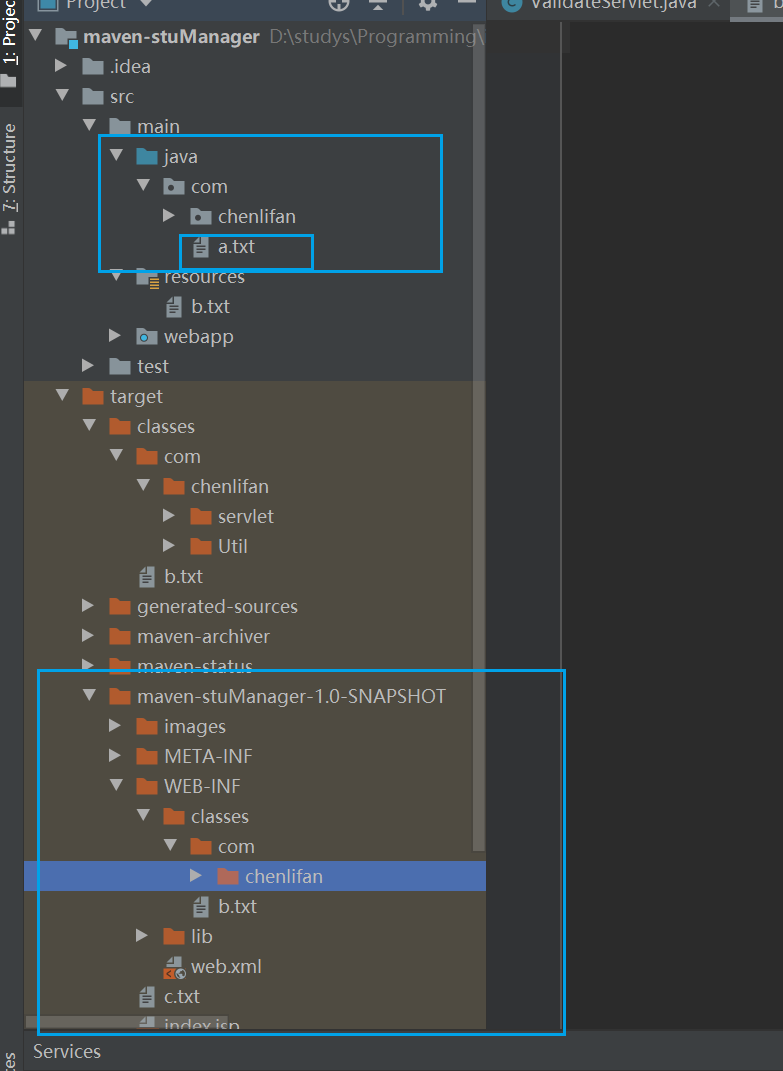 Project
ValidateServlet.java
1: Project
maven-stuManager D:\studys\Programming\
.idea
src
main
7: Structure
java
com
chenlifan
a.txt
resources
b.txt
webapp
test
target
classes
com
chenlifan
servlet
Util
b.txt
generated-sources
maven-archiver
maven-status
maven-stuManager-1.0-SNAPSHOT
images
META-INF
WEB-INF
classes
com
chenlifan
b.txt
lib
web.xml
c.txt
index.jsp
Services